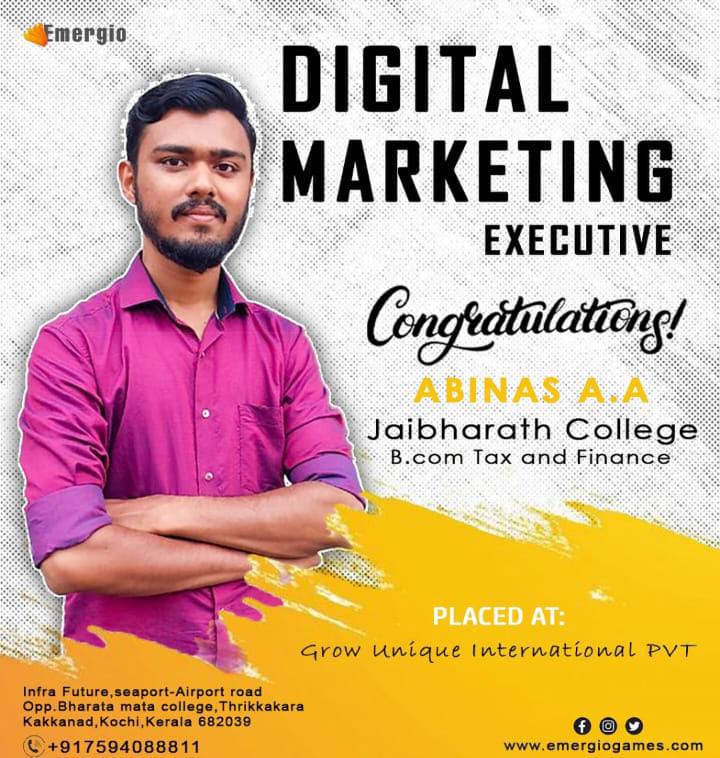 Emergio
DIGITAL
MARKETING
EXECUTIVE
Congratulations!
ABINAS A.A
Jaibharath College
B.com Tax and Finance
PLACED AT:
Grow Unique International PVT
Infra Future,seaport-Airport road
Opp.Bharata mata college,Thrikkakara
Kakkanad,Kochi,Kerala 682039
+917594088811
www.emergiogames.com